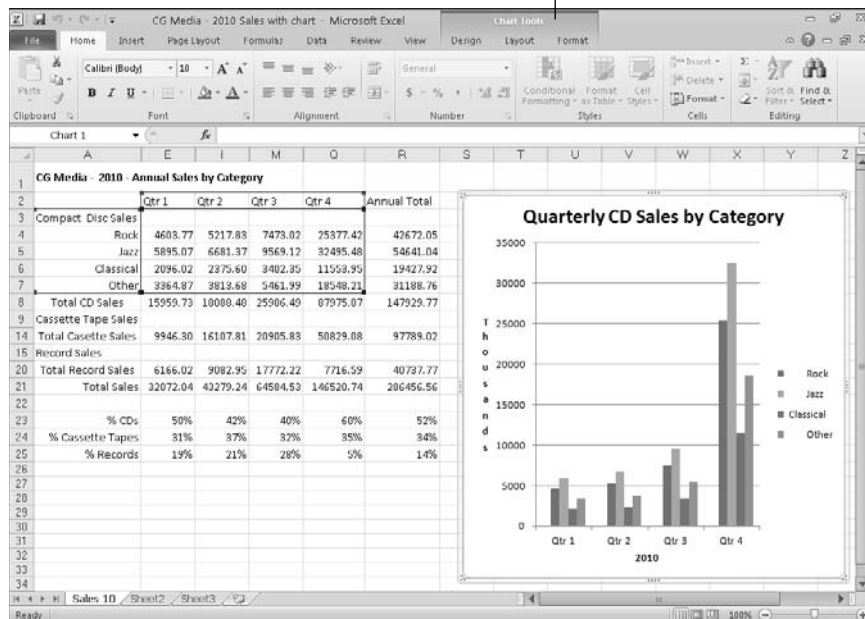 CG Media - 2010 Sales with chart - Microsoft Excel
Chart Tools
File Home Insert Page Layout Formulas Data Review View Design Layout Format
Calibri (Body) 10 A A General Insert Σ
Paste B I U A $ % , Conditional Formatting Format as Table Cell Styles Delete Format Sort & Filter Find & Select
Clipboard Font Alignment Number Styles Cells Editing
Chart 1 fx
A E I M Q R S T U V W X Y Z
1 CG Media - 2010 - Annual Sales by Category
2 Qtr 1 Qtr 2 Qtr 3 Qtr 4 Annual Total
3 Compact Disc Sales
4 Rock 4603.77 5217.83 7473.02 25377.42 42672.05
5 Jazz 5895.07 6681.37 9569.12 32495.48 54641.04
6 Classical 2096.02 2375.60 3402.35 11553.95 19427.92
7 Other 3364.87 3813.68 5461.99 18548.21 31188.76
8 Total CD Sales 15959.73 18088.48 25906.49 87975.07 147929.77
9 Cassette Tape Sales
14 Total Casette Sales 9946.30 16107.81 20905.83 50829.08 97789.02
15 Record Sales
20 Total Record Sales 6166.02 9082.95 17772.22 7716.59 40737.77
21 Total Sales 32072.04 43279.24 64584.53 146520.74 286456.56
22
23 % CDs 50% 42% 40% 60% 52%
24 % Cassette Tapes 31% 37% 32% 35% 34%
25 % Records 19% 21% 28% 5% 14%
26
27
28
29
30
31
32
33
34
Quarterly CD Sales by Category
35000
30000
25000
20000
15000
10000
5000
0
Thousands
Qtr 1 Qtr 2 Qtr 3 Qtr 4
2010
Rock
Jazz
Classical
Other
Sales 10 Sheet2 Sheet3
Ready 100%